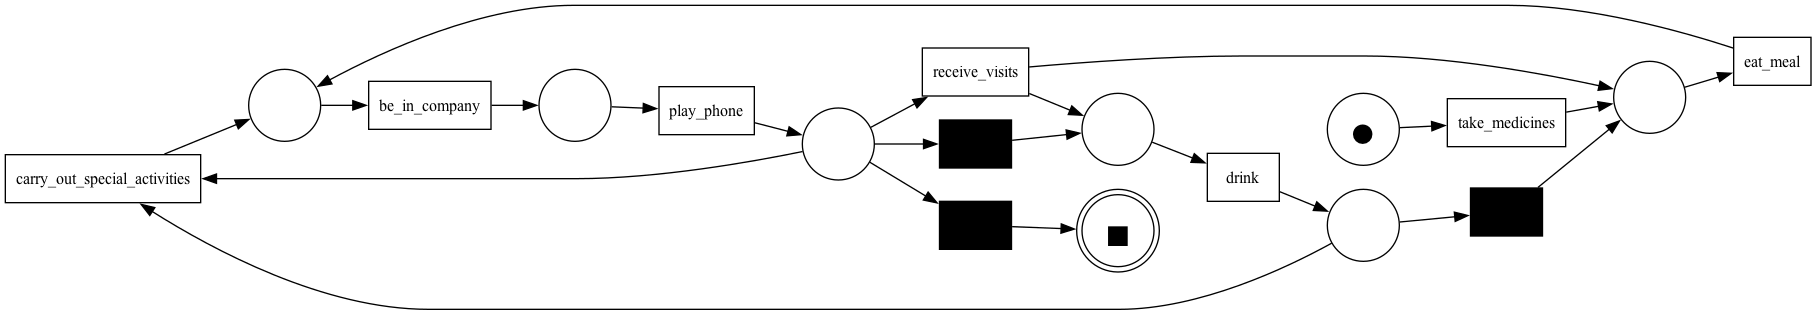 eat_meal
receive_visits
be_in_company
play_phone
take_medicines
carry_out_special_activities
drink